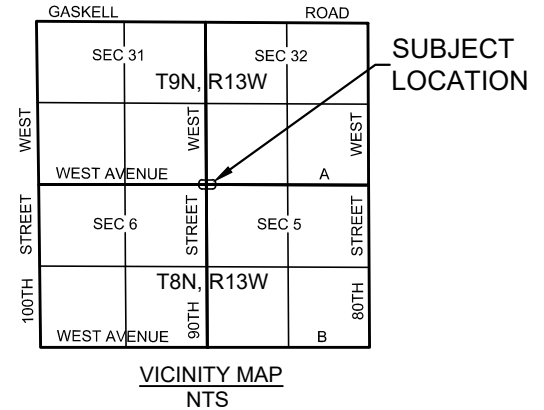 GASKELL ROAD
SEC 31 SEC 32
T9N, R13W
SUBJECT
LOCATION
WEST WEST WEST
WEST AVENUE A
SEC 6 SEC 5
STREET STREET STREET
T8N, R13W
100TH 90TH 80TH
WEST AVENUE B
VICINITY MAP
NTS